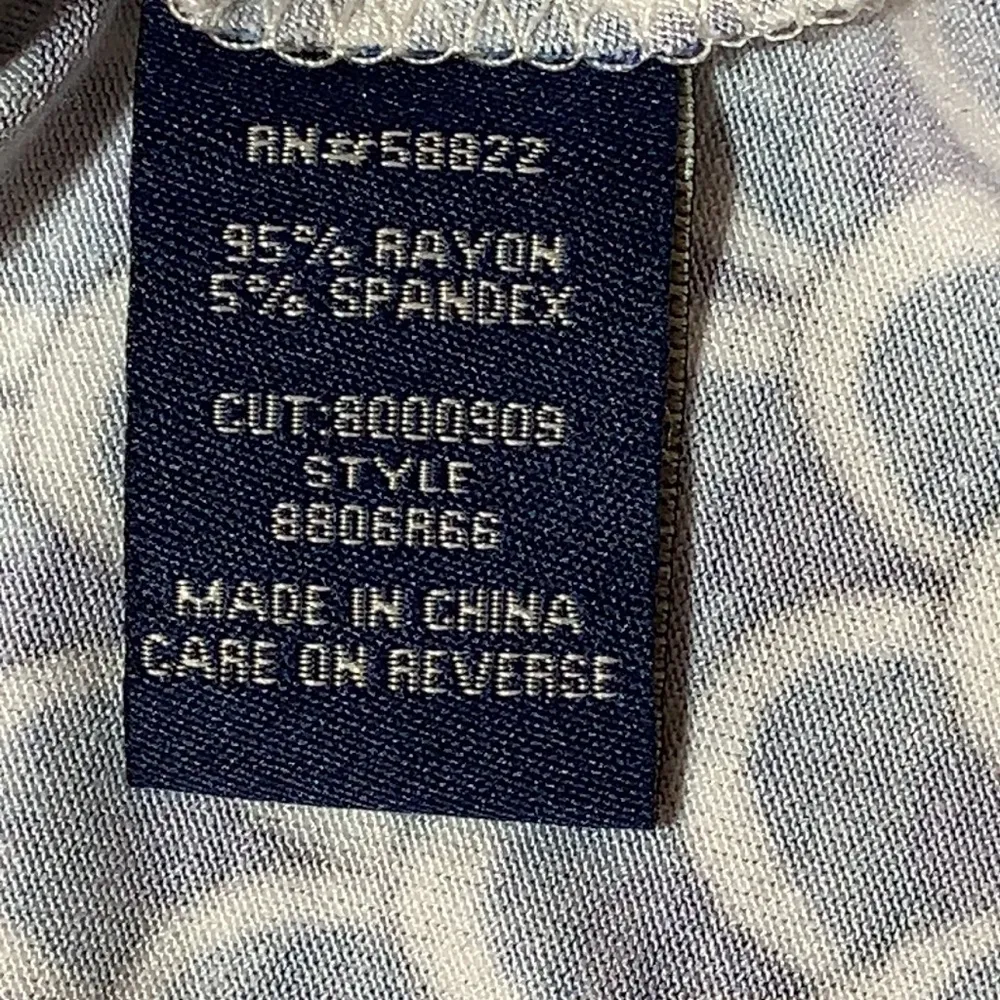 RN#58822
95% RAYON
5% SPANDEX
CUT:8000909
STYLE
8806R66
MADE IN CHINA
CARE ON REVERSE